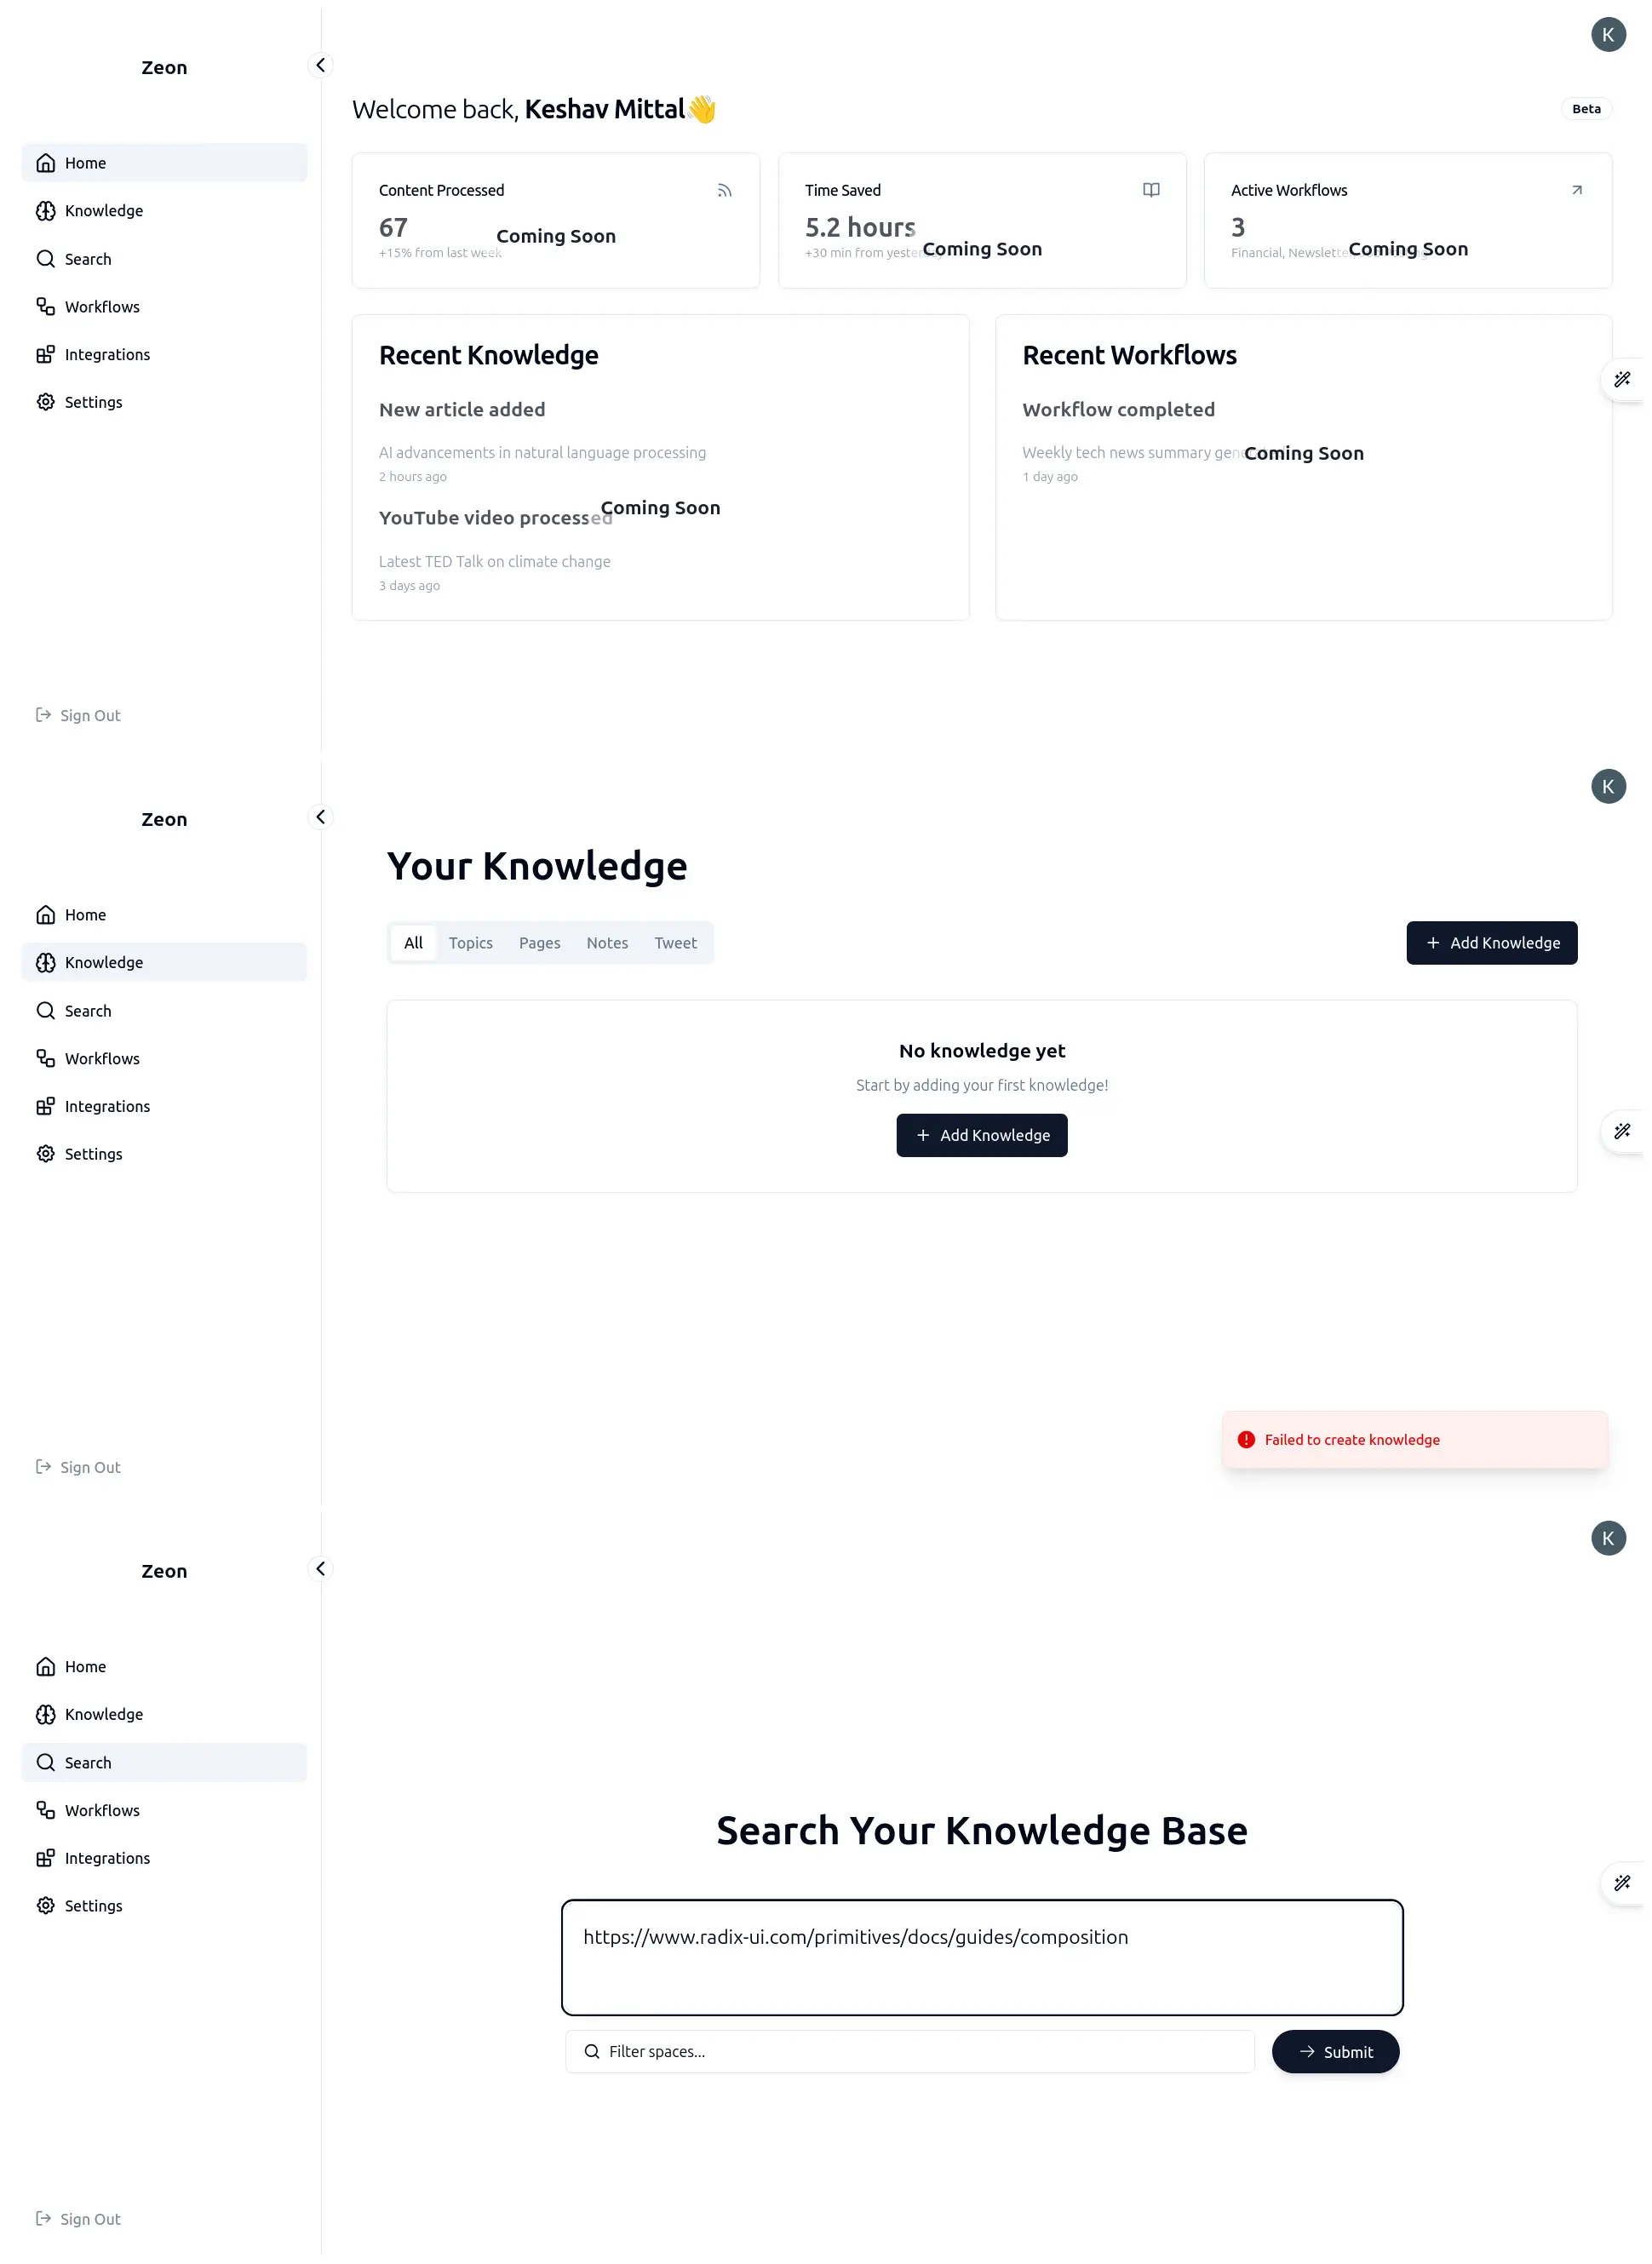 K
Zeon
Welcome back, Keshav Mittal👋
Beta
Home
Knowledge
Search
Workflows
Integrations
Settings
Sign Out
Content Processed
67
+15% from last week
Coming Soon
Time Saved
5.2 hours
+30 min from yesterday
Coming Soon
Active Workflows
3
Financial, Newslette
Coming Soon
Recent Knowledge
New article added
AI advancements in natural language processing
2 hours ago
YouTube video processed
Coming Soon
Latest TED Talk on climate change
3 days ago
Recent Workflows
Workflow completed
Weekly tech news summary gene
Coming Soon
1 day ago
K
Zeon
Home
Knowledge
Search
Workflows
Integrations
Settings
Sign Out
Your Knowledge
All Topics Pages Notes Tweet
+ Add Knowledge
No knowledge yet
Start by adding your first knowledge!
+ Add Knowledge
Failed to create knowledge
K
Zeon
Home
Knowledge
Search
Workflows
Integrations
Settings
Sign Out
Search Your Knowledge Base
https://www.radix-ui.com/primitives/docs/guides/composition
Filter spaces...
Submit